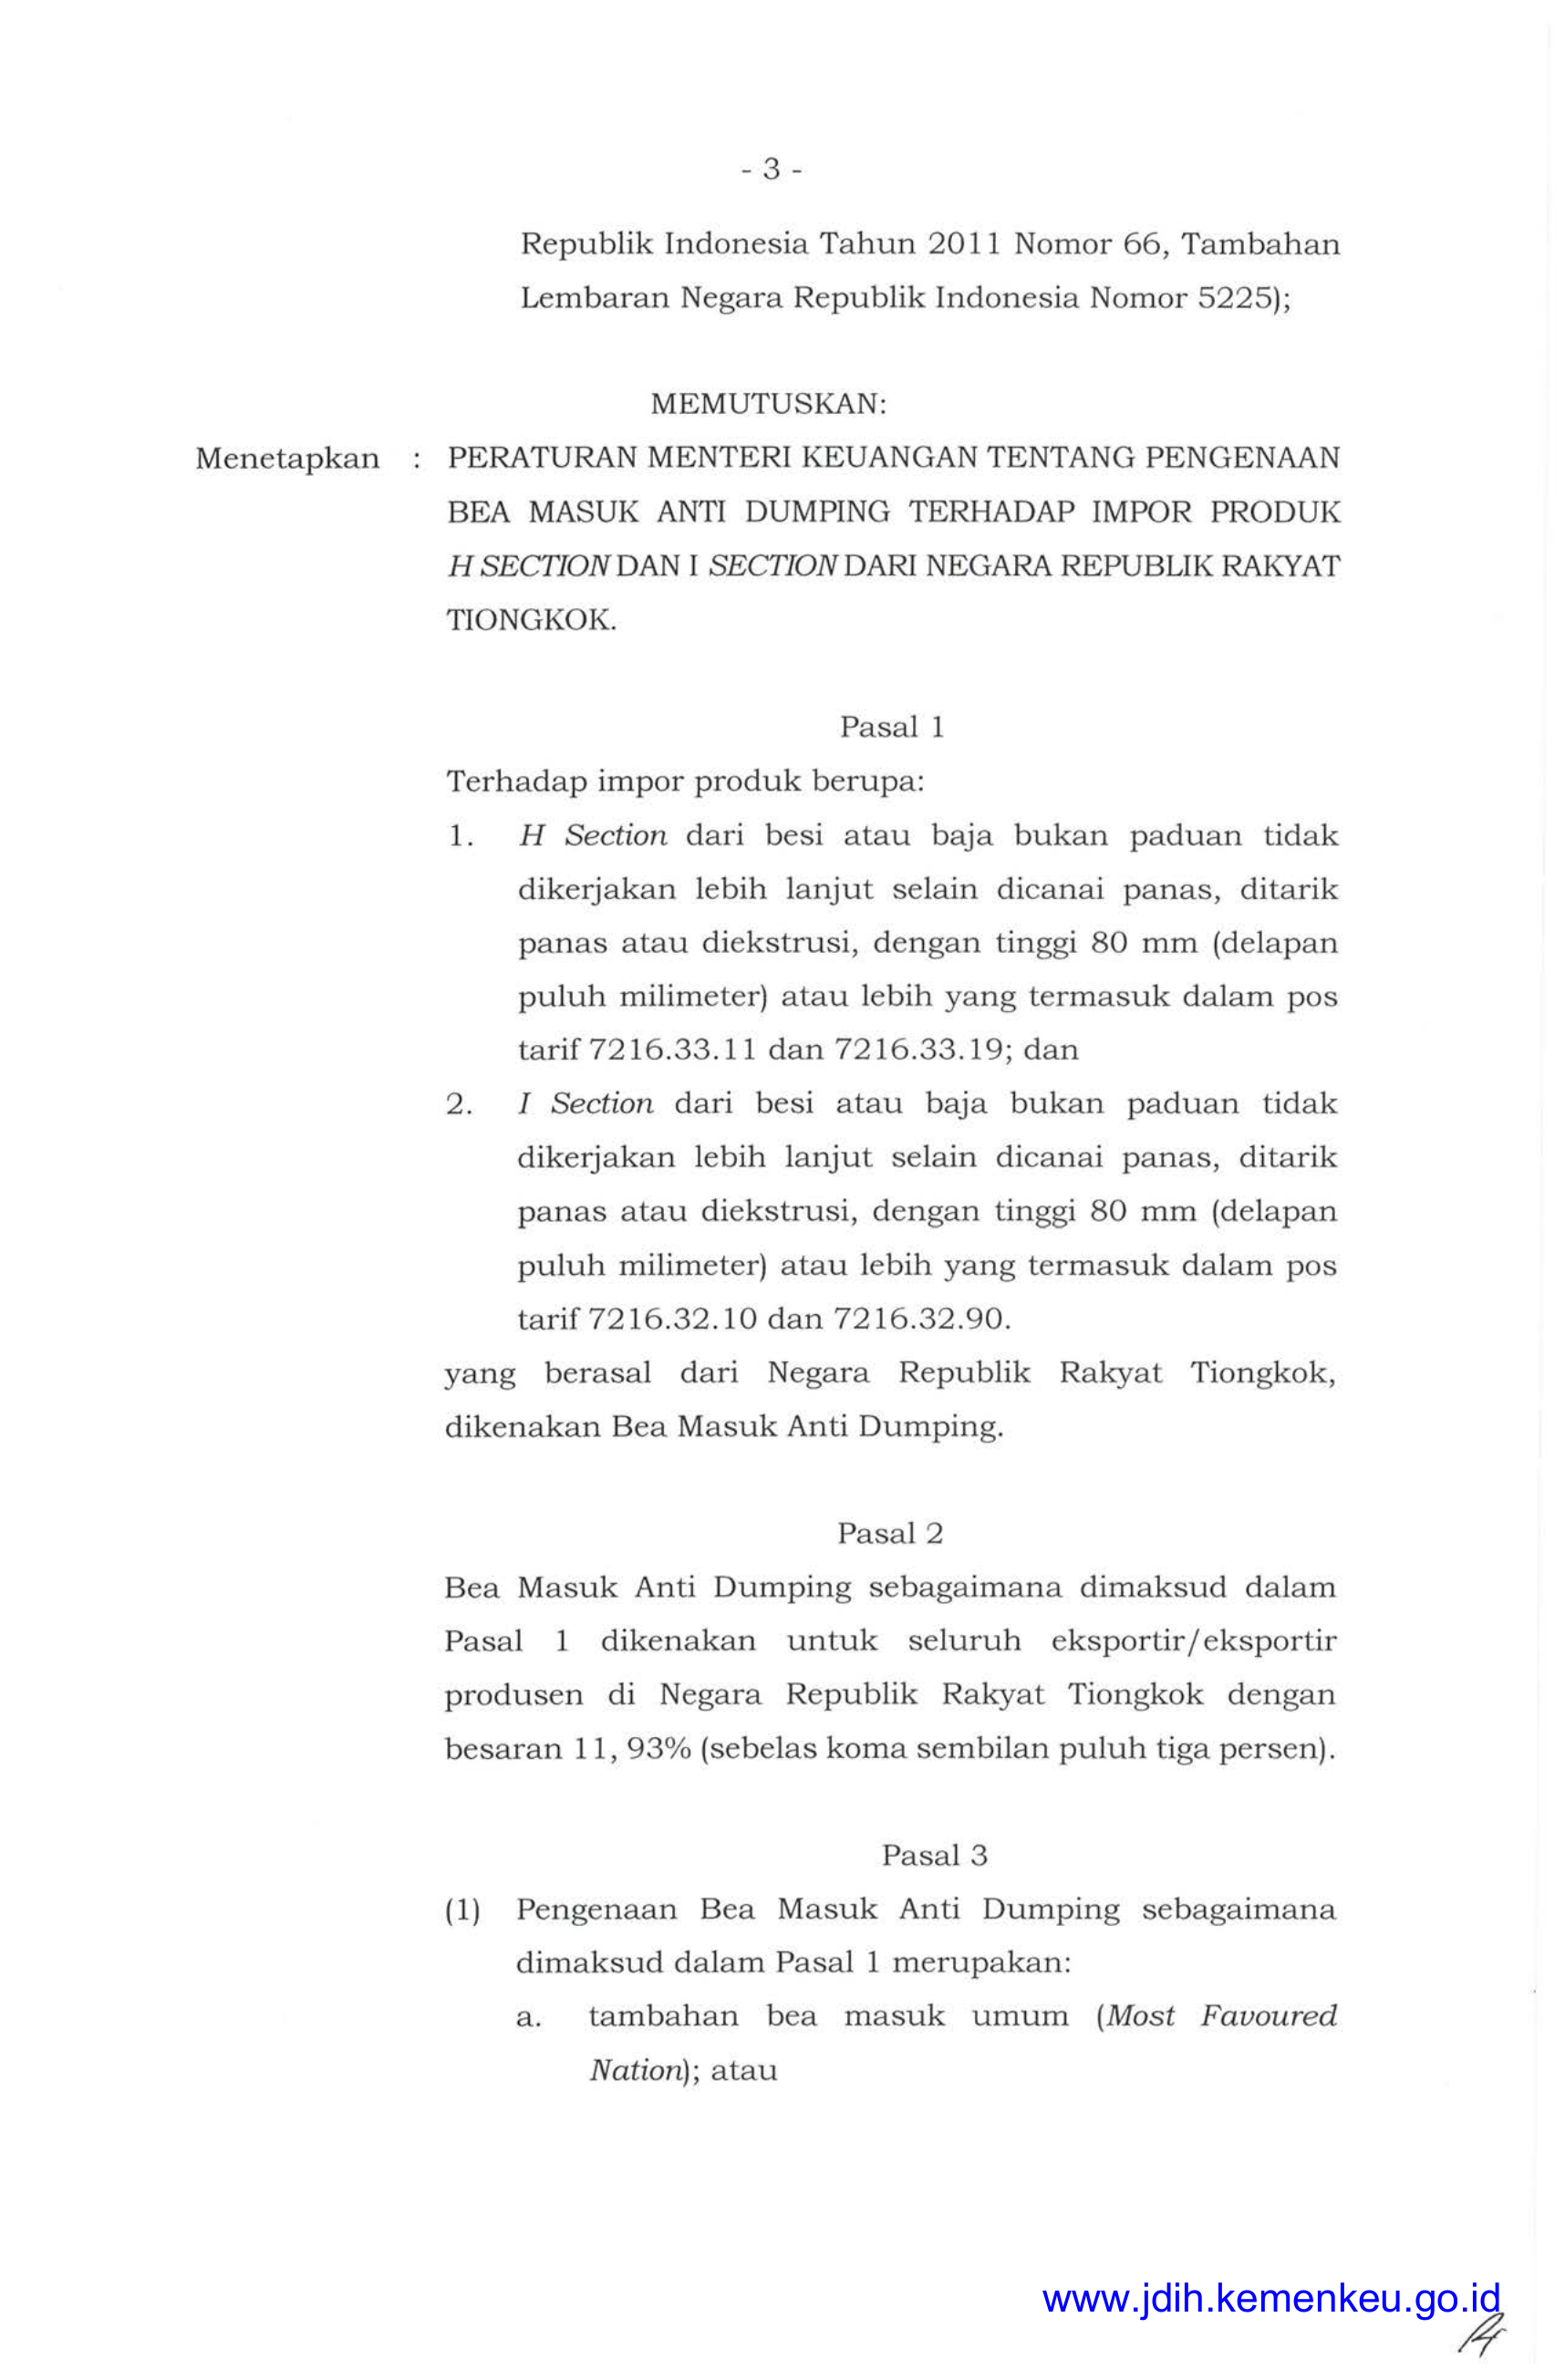 - 3 -
Republik Indonesia Tahun 2011 Nomor 66, Tambahan
Lembaran Negara Republik Indonesia Nomor 5225);
MEMUTUSKAN:
Menetapkan : PERATURAN MENTERI KEUANGAN TENTANG PENGENAAN
BEA MASUK ANTI DUMPING TERHADAP IMPOR PRODUK
H SECTION DAN I SECTION DARI NEGARA REPUBLIK RAKYAT
TIONGKOK.
Pasal 1
Terhadap impor produk berupa:
1. H Section dari besi atau baja bukan paduan tidak
dikerjakan lebih lanjut selain dicanai panas, ditarik
panas atau diekstrusi, dengan tinggi 80 mm (delapan
puluh milimeter) atau lebih yang termasuk dalam pos
tarif 7216.33.11 dan 7216.33.19; dan
2. I Section dari besi atau baja bukan paduan tidak
dikerjakan lebih lanjut selain dicanai panas, ditarik
panas atau diekstrusi, dengan tinggi 80 mm (delapan
puluh milimeter) atau lebih yang termasuk dalam pos
tarif 7216.32.10 dan 7216.32.90.
yang berasal dari Negara Republik Rakyat Tiongkok,
dikenakan Bea Masuk Anti Dumping.
Pasal 2
Bea Masuk Anti Dumping sebagaimana dimaksud dalam
Pasal 1 dikenakan untuk seluruh eksportir/eksportir
produsen di Negara Republik Rakyat Tiongkok dengan
besaran 11, 93% (sebelas koma sembilan puluh tiga persen).
Pasal 3
(1) Pengenaan Bea Masuk Anti Dumping sebagaimana
dimaksud dalam Pasal 1 merupakan:
a. tambahan bea masuk umum (Most Favoured
Nation); atau
www.jdih.kemenkeu.go.id